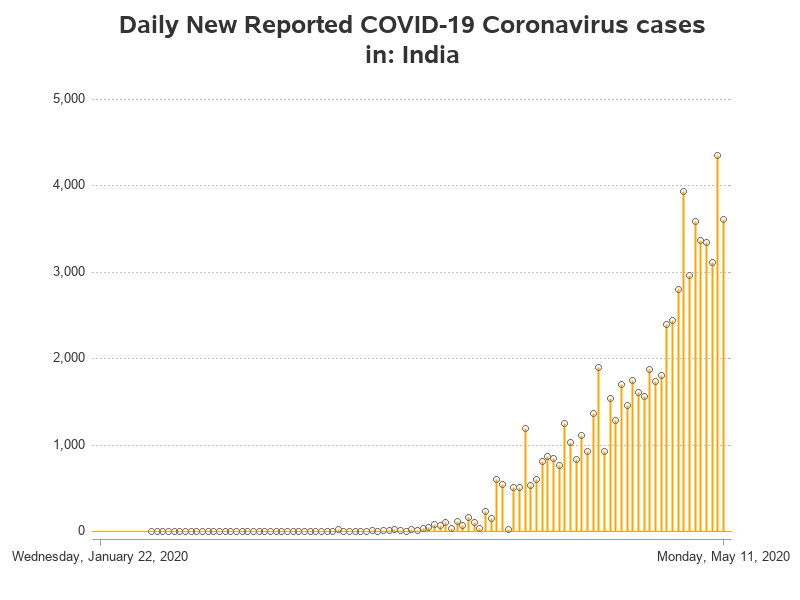 Daily New Reported COVID-19 Coronavirus cases
in: India
5,000
4,000
3,000
2,000
1,000
0
Wednesday, January 22, 2020 Monday, May 11, 2020